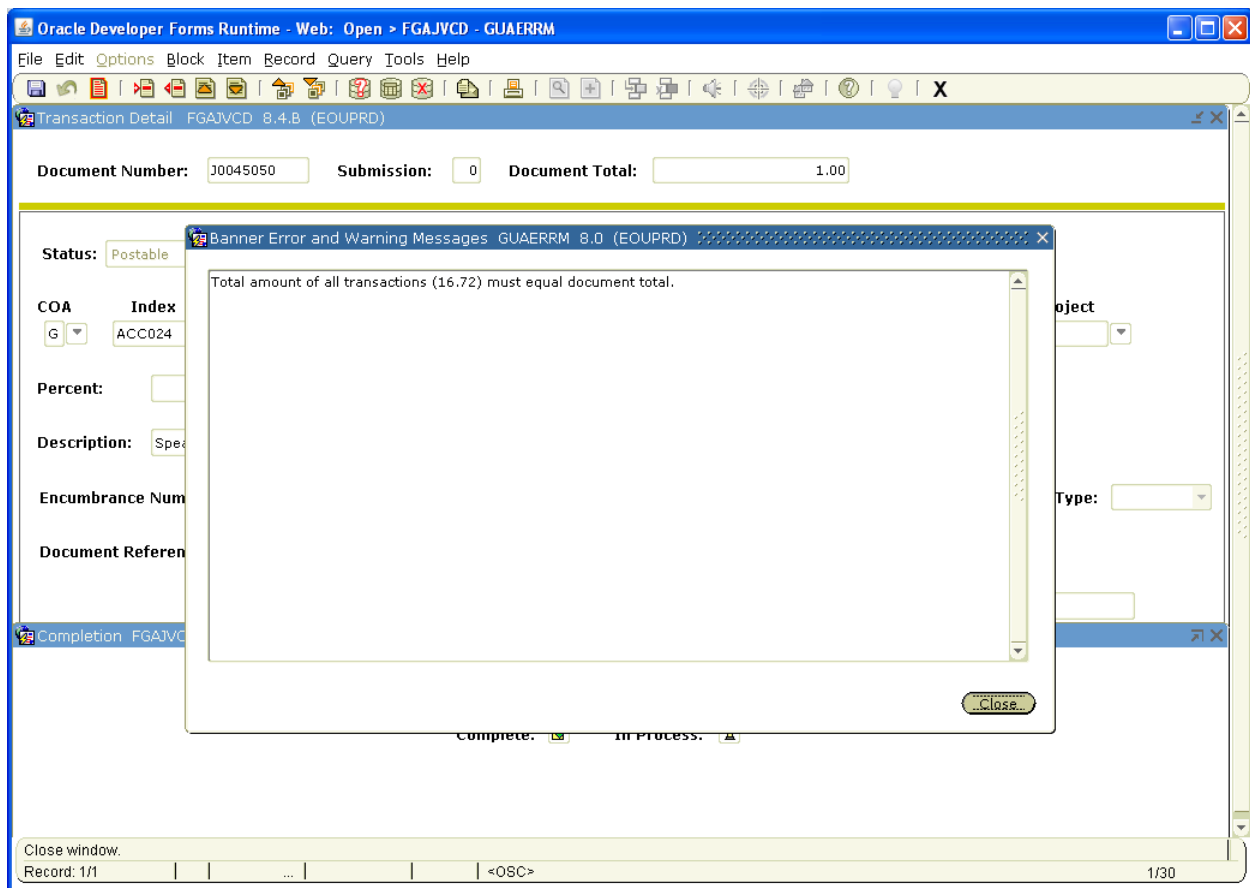 Oracle Developer Forms Runtime - Web: Open > FGAJVCD - GUAERRM
File Edit Options Block Item Record Query Tools Help
X
Transaction Detail FGAJVCD 8.4.B (EOUPRD)
Document Number: J0045050 Submission: 0 Document Total: 1.00
Banner Error and Warning Messages GUAERRM 8.0 (EOUPRD)
Status: Postable
Total amount of all transactions (16.72) must equal document total.
COA Index oject
G ACC024
Percent:
Description: Spea
Encumbrance Num Type:
Document Referen
Completion FGAJVC
Close
Complete: In Process:
Close window.
Record: 1/1 ... <OSC> 1/30